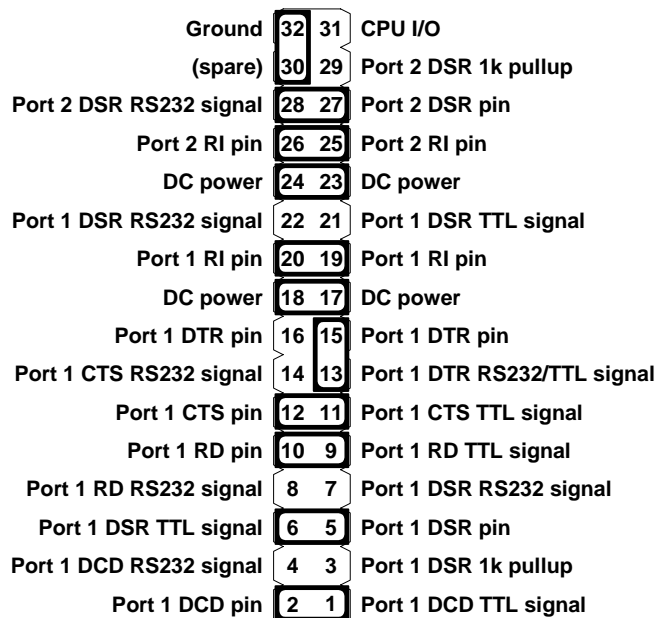 Ground 32 31 CPU I/O
(spare) 30 29 Port 2 DSR 1k pullup
Port 2 DSR RS232 signal 28 27 Port 2 DSR pin
Port 2 RI pin 26 25 Port 2 RI pin
DC power 24 23 DC power
Port 1 DSR RS232 signal 22 21 Port 1 DSR TTL signal
Port 1 RI pin 20 19 Port 1 RI pin
DC power 18 17 DC power
Port 1 DTR pin 16 15 Port 1 DTR pin
Port 1 CTS RS232 signal 14 13 Port 1 DTR RS232/TTL signal
Port 1 CTS pin 12 11 Port 1 CTS TTL signal
Port 1 RD pin 10 9 Port 1 RD TTL signal
Port 1 RD RS232 signal 8 7 Port 1 DSR RS232 signal
Port 1 DSR TTL signal 6 5 Port 1 DSR pin
Port 1 DCD RS232 signal 4 3 Port 1 DSR 1k pullup
Port 1 DCD pin 2 1 Port 1 DCD TTL signal